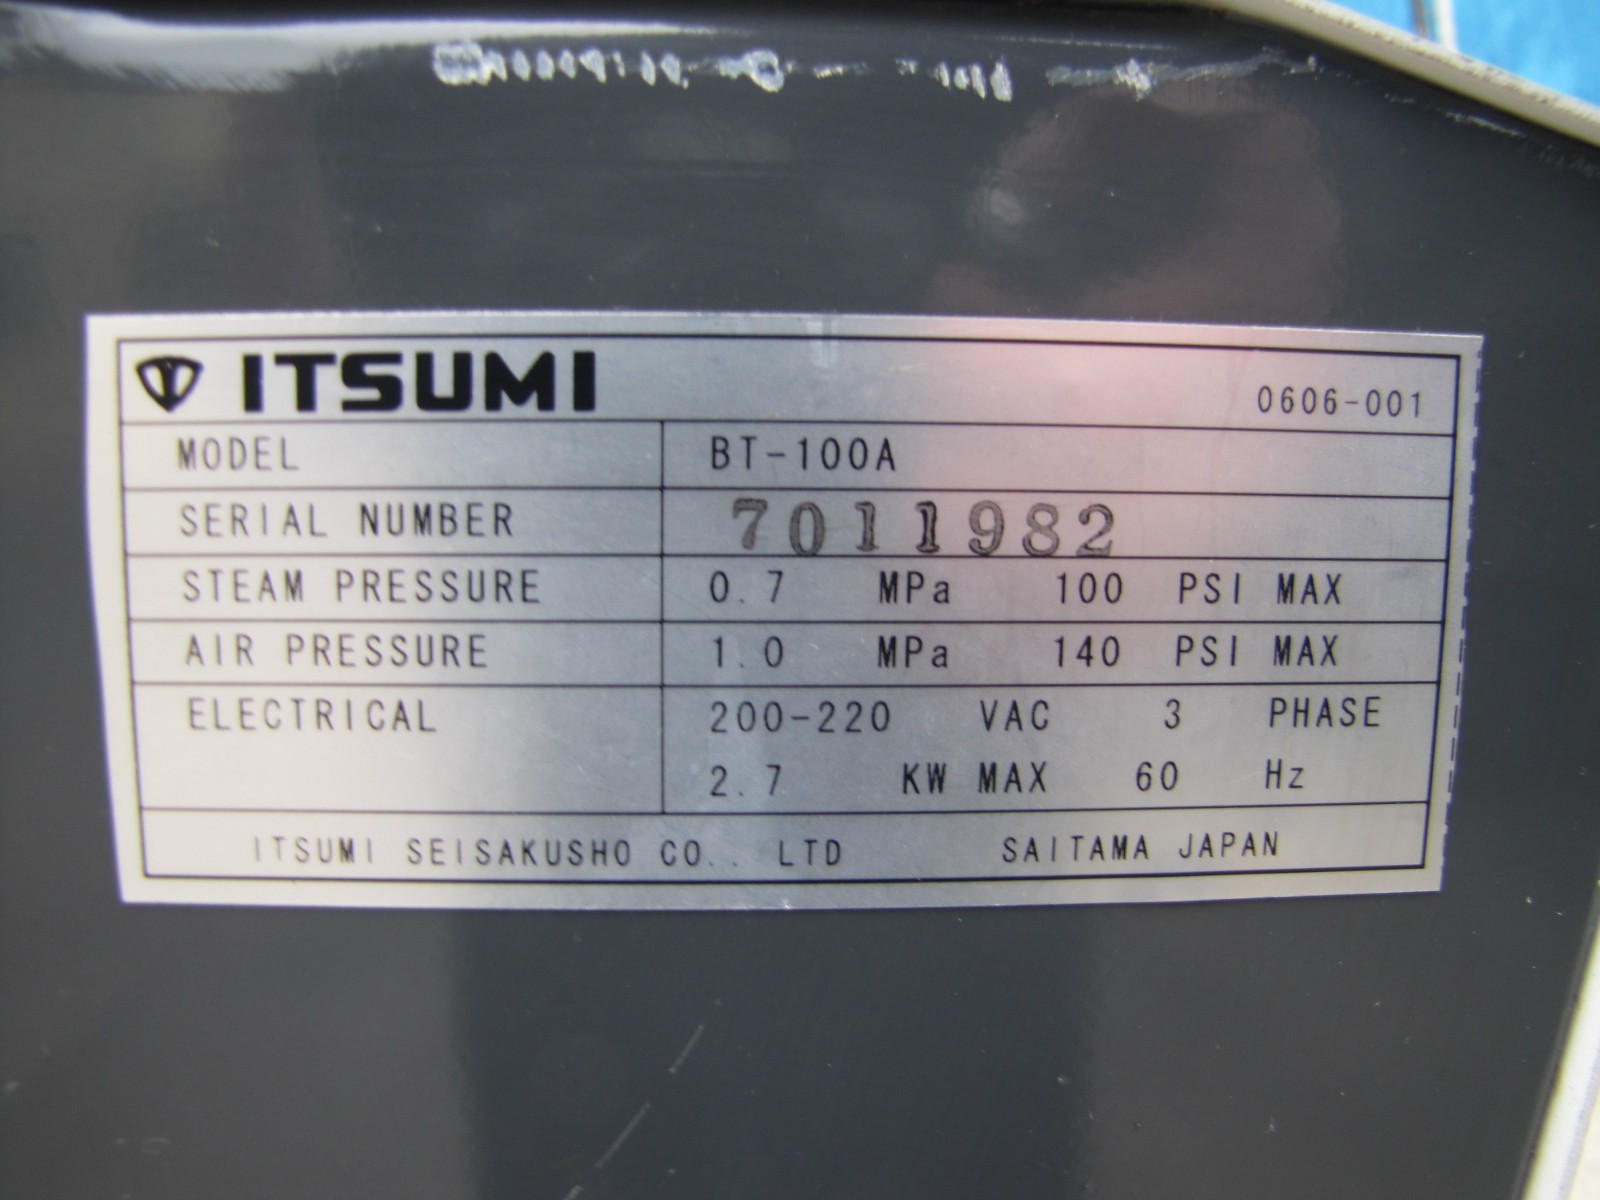 ITSUMI 0606-001
MODEL BT-100A
SERIAL NUMBER 7011982
STEAM PRESSURE 0.7 MPa 100 PSI MAX
AIR PRESSURE 1.0 MPa 140 PSI MAX
ELECTRICAL 200-220 VAC 3 PHASE
2.7 KW MAX 60 Hz
ITSUMI SEISAKUSHO CO., LTD SAITAMA JAPAN